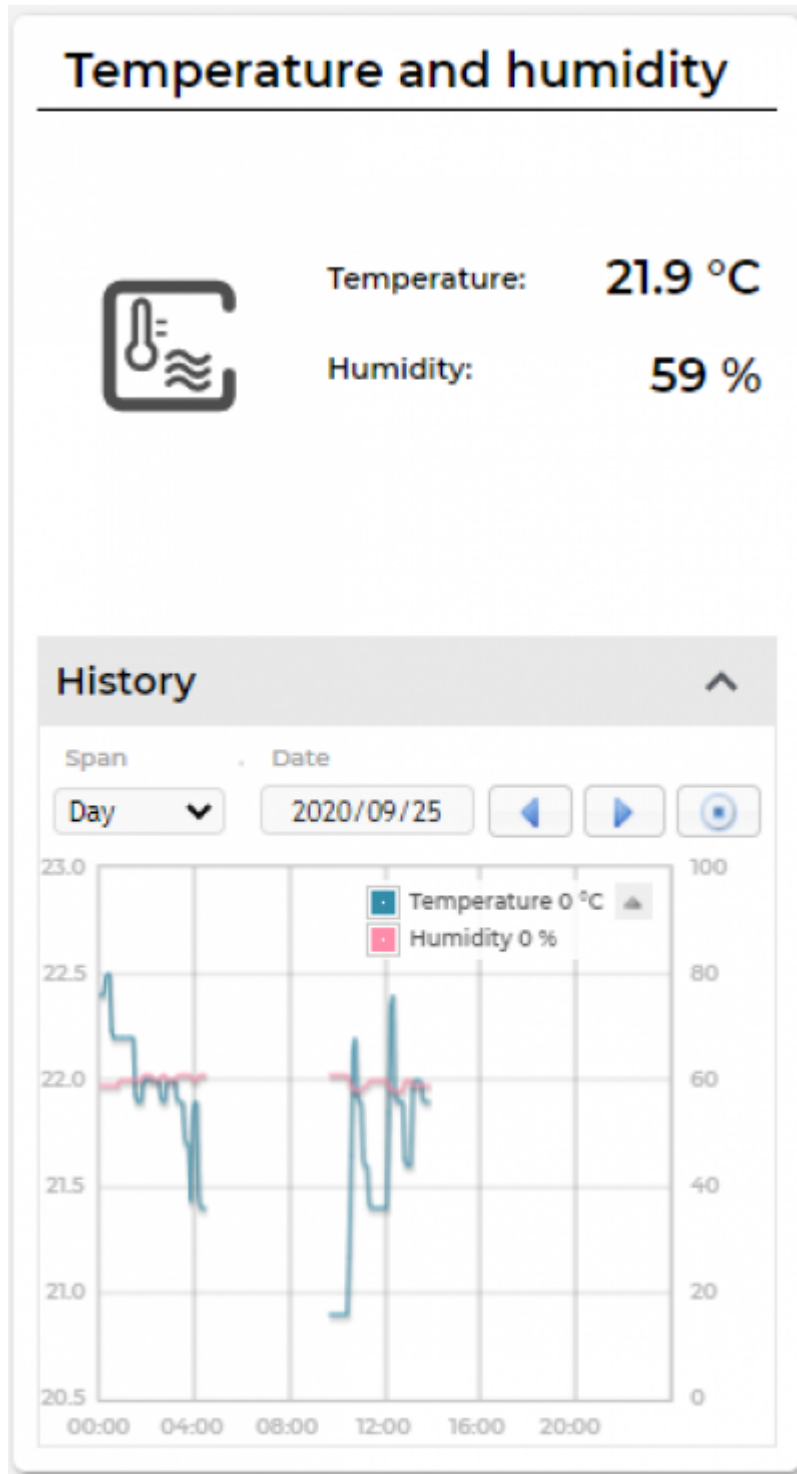 Temperature and humidity
Temperature: 21.9 °C
Humidity: 59 %
History
Span . Date
Day 2020/09/25
23.0 100
Temperature 0 °C
Humidity 0 %
22.5 80
22.0 60
21.5 40
21.0 20
20.5 0
00:00 04:00 08:00 12:00 16:00 20:00